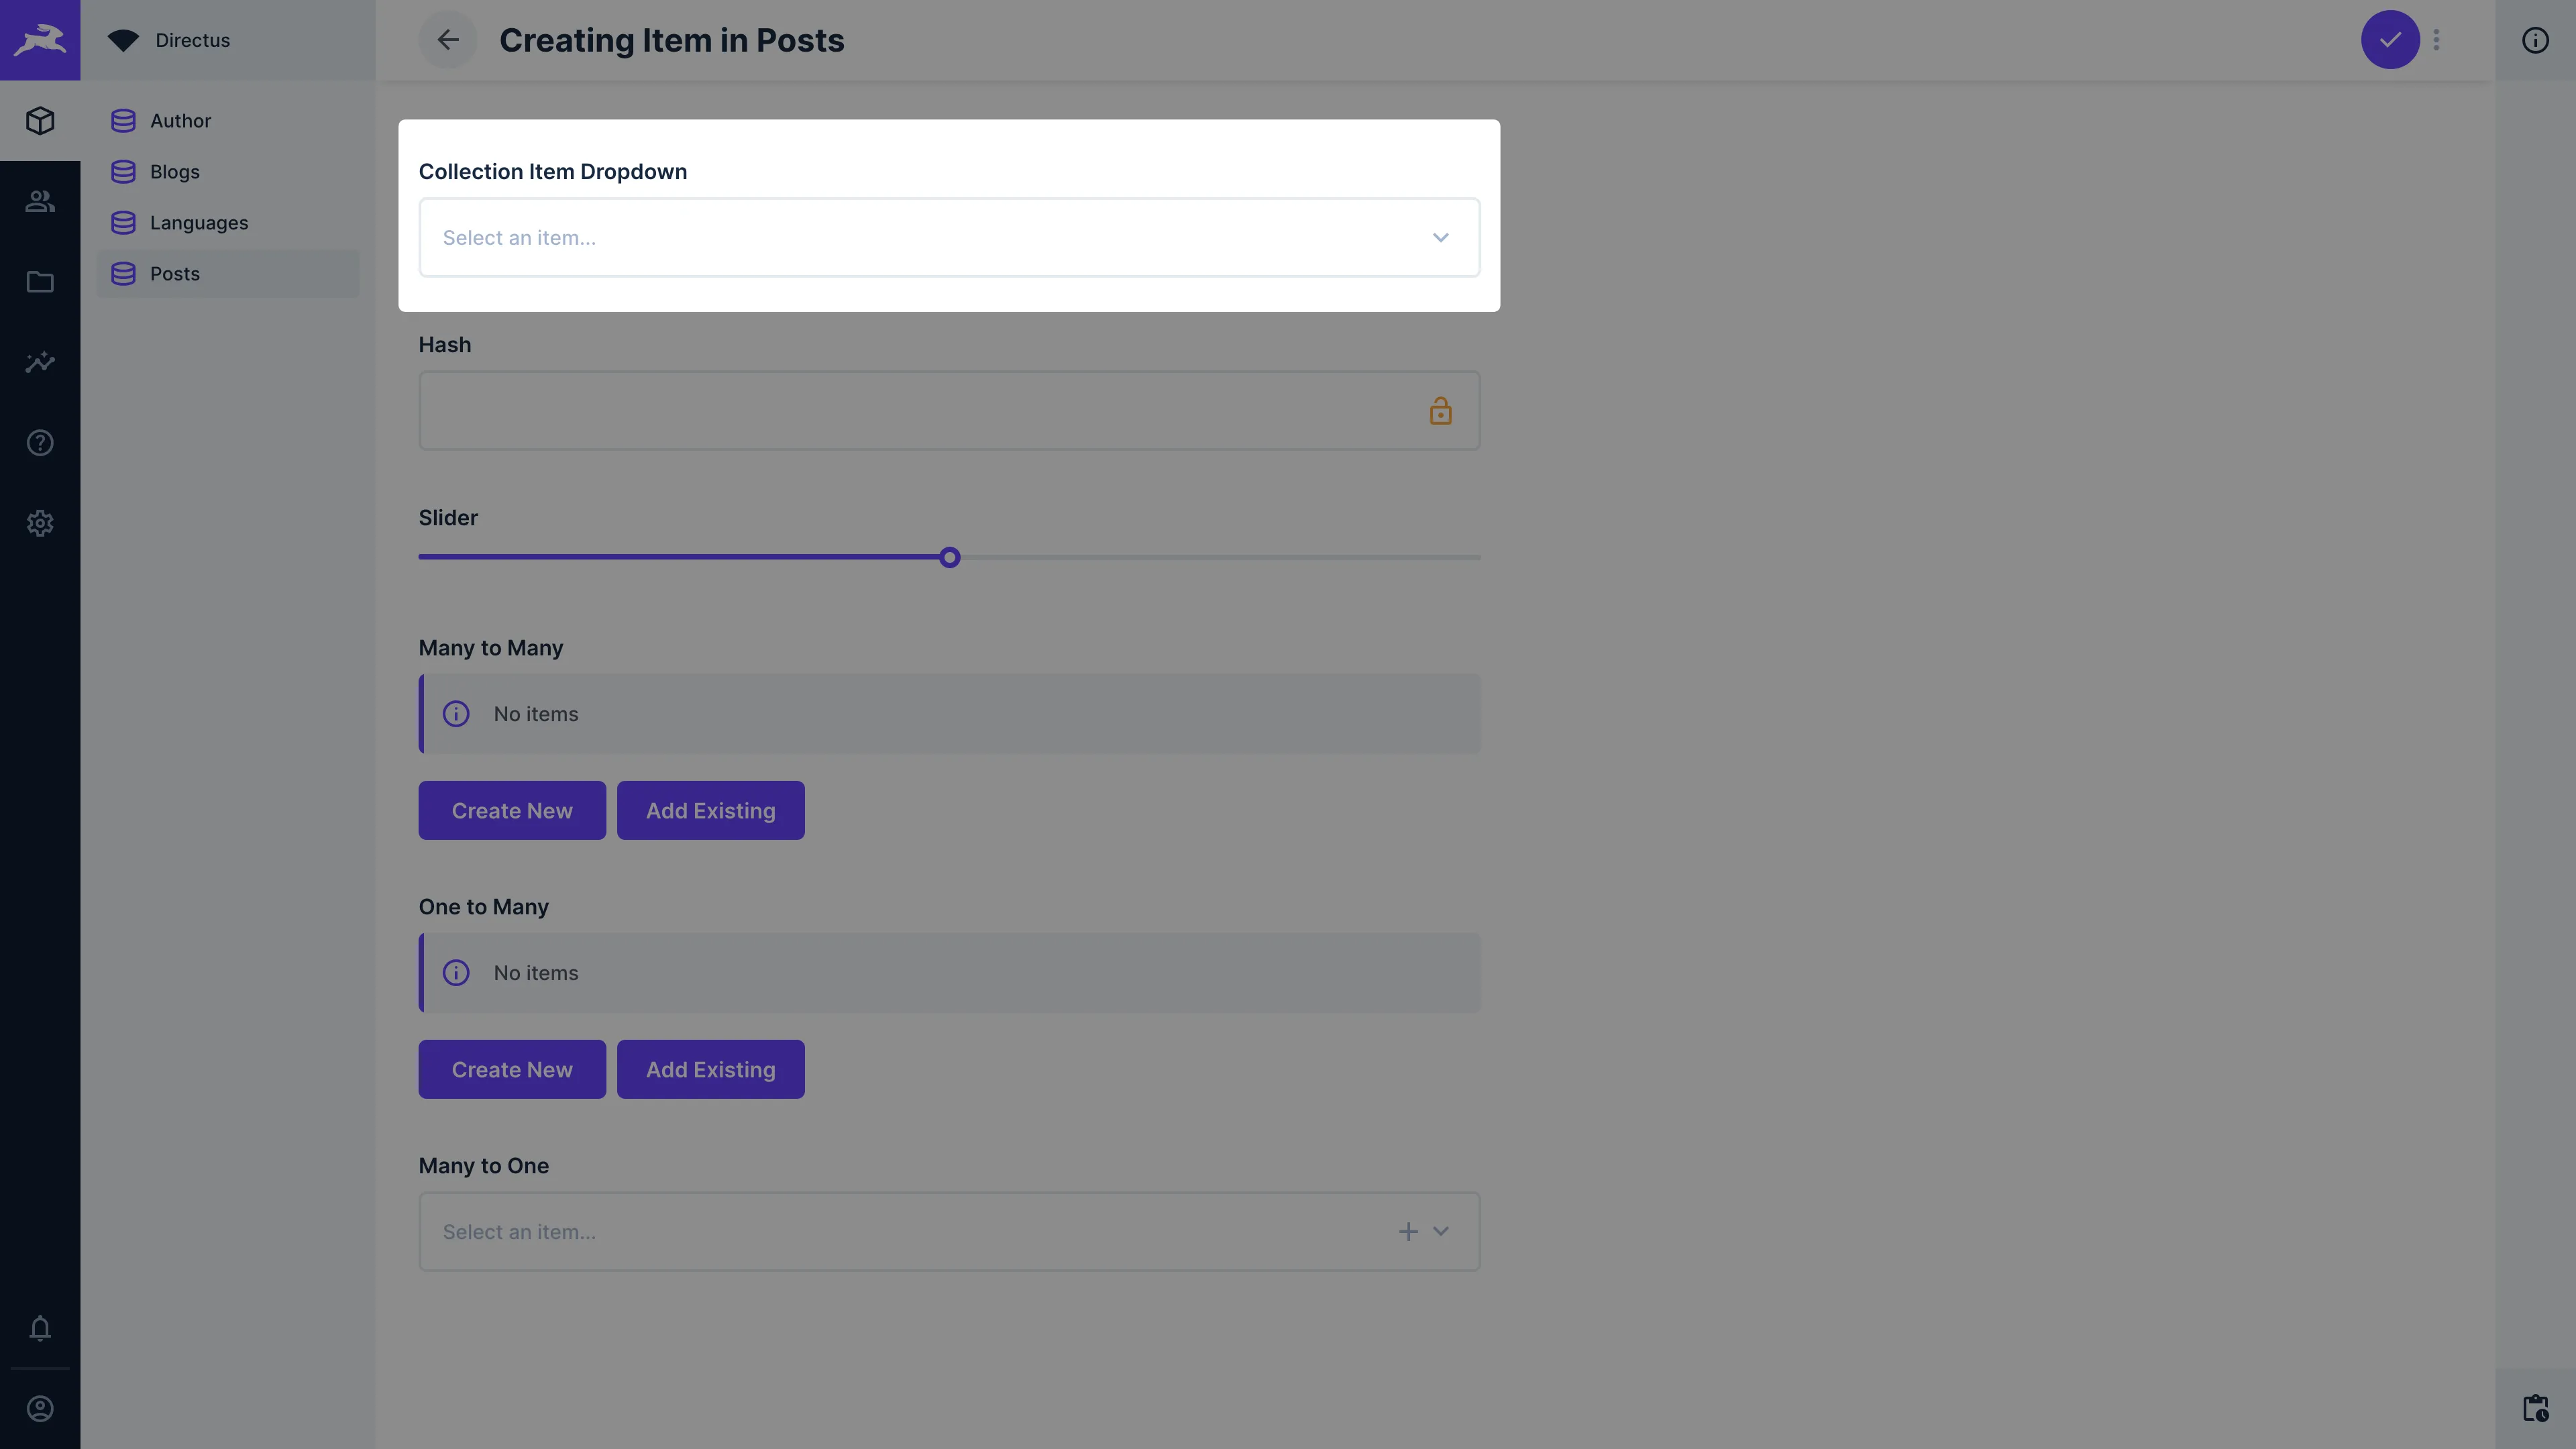 Directus
Creating Item in Posts
Author
Blogs
Languages
Posts
Collection Item Dropdown
Select an item...
Hash
Slider
Many to Many
No items
Create New
Add Existing
One to Many
No items
Create New
Add Existing
Many to One
Select an item...